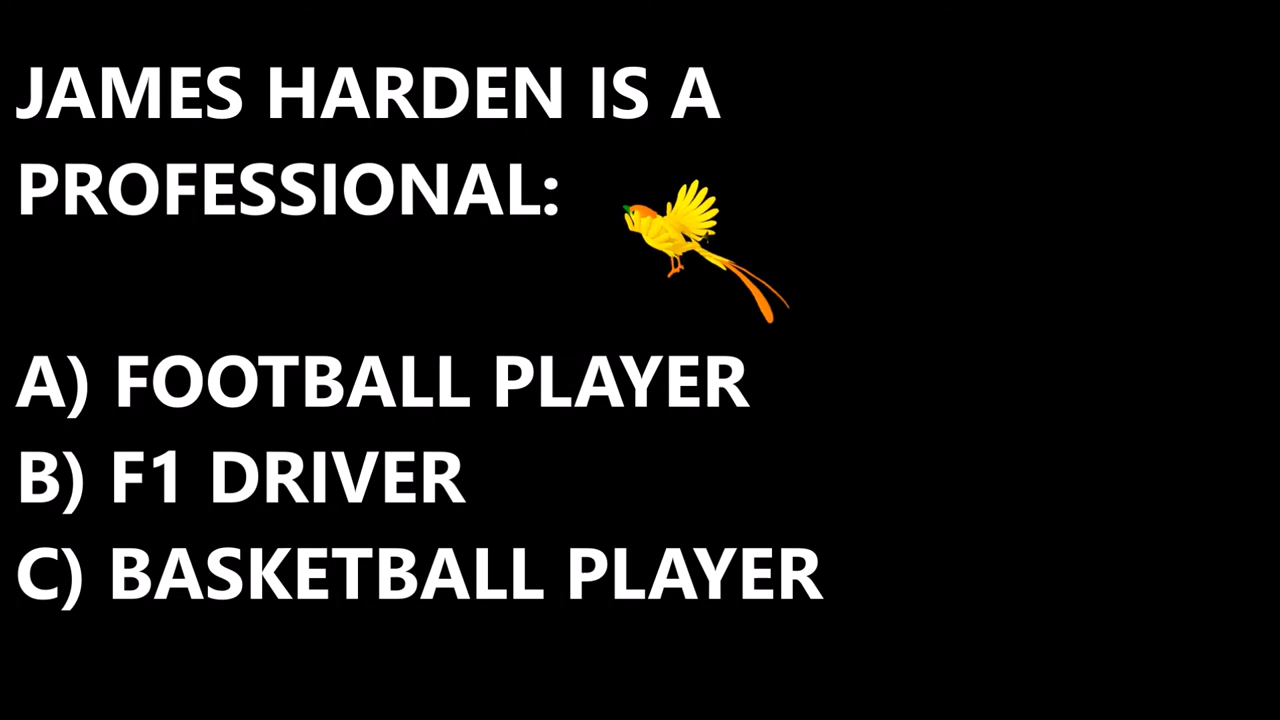 JAMES HARDEN IS A
PROFESSIONAL:
A) FOOTBALL PLAYER
B) F1 DRIVER
C) BASKETBALL PLAYER